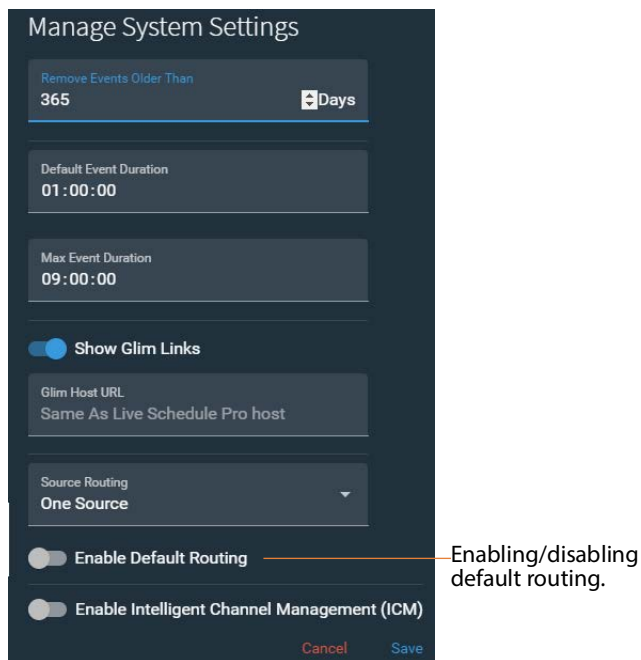 Manage System Settings
Remove Events Older Than
365 Days
Default Event Duration
01:00:00
Max Event Duration
09:00:00
Show Glim Links
Glim Host URL
Same As Live Schedule Pro host
Source Routing
One Source
Enable Default Routing
Enabling/disabling
default routing.
Enable Intelligent Channel Management (ICM)
Cancel Save